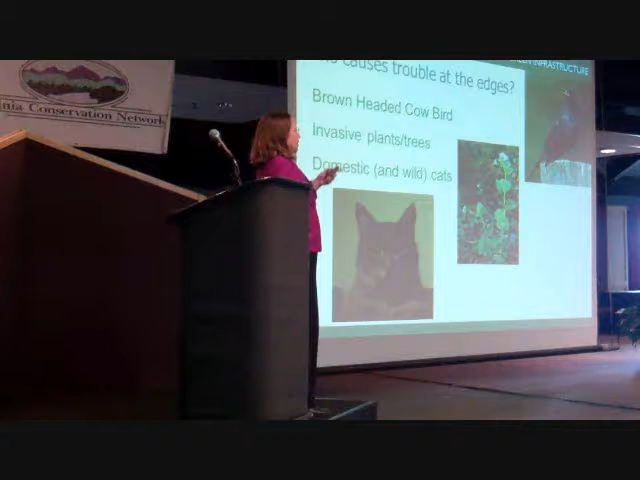 nia Conservation Network
causes trouble at the edges?
INFRASTRUCTURE
Brown Headed Cow Bird
Invasive plants/trees
Domestic (and wild) cats